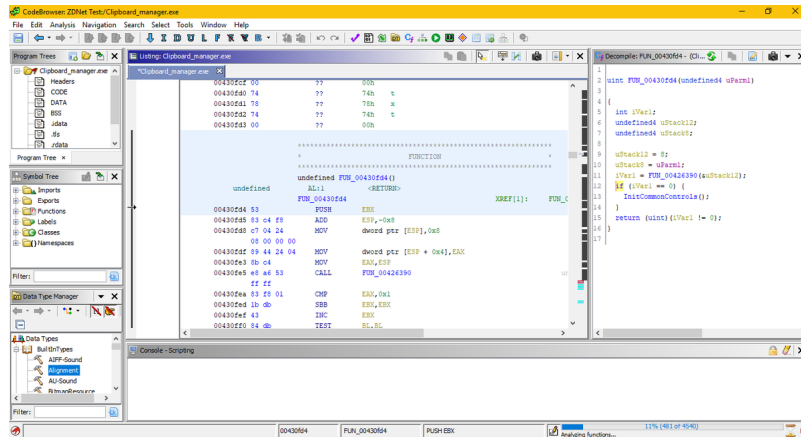 CodeBrowser: ZDNet Test:/Clipboard_manager.exe
File Edit Analysis Navigation Search Select Tools Window Help
Program Trees
Clipboard_manager.exe
Headers
CODE
DATA
BSS
.idata
.tls
.rdata
Program Tree ×
Symbol Tree
Imports
Exports
Functions
Labels
Classes
Namespaces
Filter:
Data Type Manager
Data Types
BuiltInTypes
AIFF-Sound
Alignment
AU-Sound
BitmapResource
Filter:
Listing: Clipboard_manager.exe
*Clipboard_manager.exe
00430fcf 00 ?? 00h
00430fd0 74 ?? 74h t
00430fd1 78 ?? 78h x
00430fd2 74 ?? 74h t
00430fd3 00 ?? 00h
* FUNCTION *
undefined FUN_00430fd4()
undefined AL:1 <RETURN>
FUN_00430fd4 XREF[1]: FUN_0
00430fd4 53 PUSH EBX
00430fd5 83 c4 f8 ADD ESP,-0x8
00430fd8 c7 04 24 MOV dword ptr [ESP],0x8
08 00 00 00
00430fdf 89 44 24 04 MOV dword ptr [ESP + 0x4],EAX
00430fe3 8b c4 MOV EAX,ESP
00430fe5 e8 a6 53 CALL FUN_00426390
ff ff
00430fea 83 f8 01 CMP EAX,0x1
00430fed 1b db SBB EBX,EBX
00430fef 43 INC EBX
00430ff0 84 db TEST BL,BL
Decompile: FUN_00430fd4 - (Cli...
1
2 uint FUN_00430fd4(undefined4 uParm1)
3
4 {
5 int iVar1;
6 undefined4 uStack12;
7 undefined4 uStack8;
8
9 uStack12 = 8;
10 uStack8 = uParm1;
11 iVar1 = FUN_00426390(&uStack12);
12 if (iVar1 == 0) {
13 InitCommonControls();
14 }
15 return (uint)(iVar1 != 0);
16 }
17
Console - Scripting
00430fd4
FUN_00430fd4
PUSH EBX
11% (481 of 4540)
Analyzing functions...